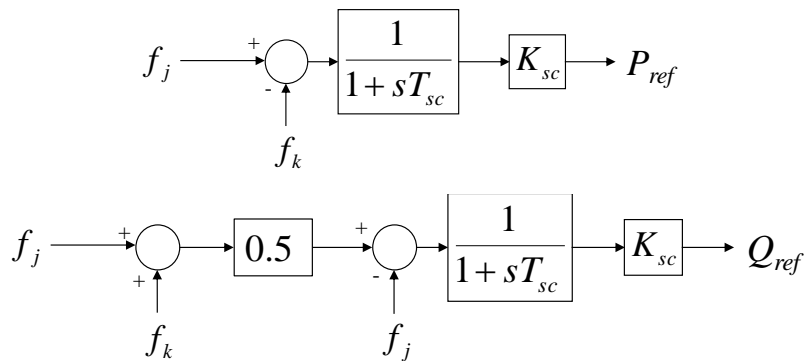 f_j + - f_k 1 / 1 + sT_sc K_sc P_ref
f_j + + f_k 0.5 + - f_j 1 / 1 + sT_sc K_sc Q_ref